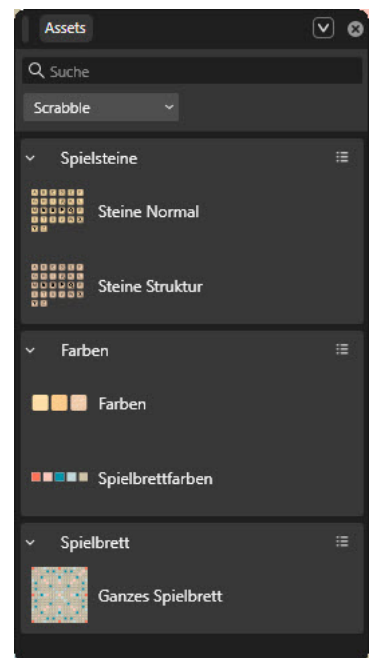 Assets
Suche
Scrabble
Spielsteine
Steine Normal
Steine Struktur
Farben
Farben
Spielbrettfarben
Spielbrett
Ganzes Spielbrett